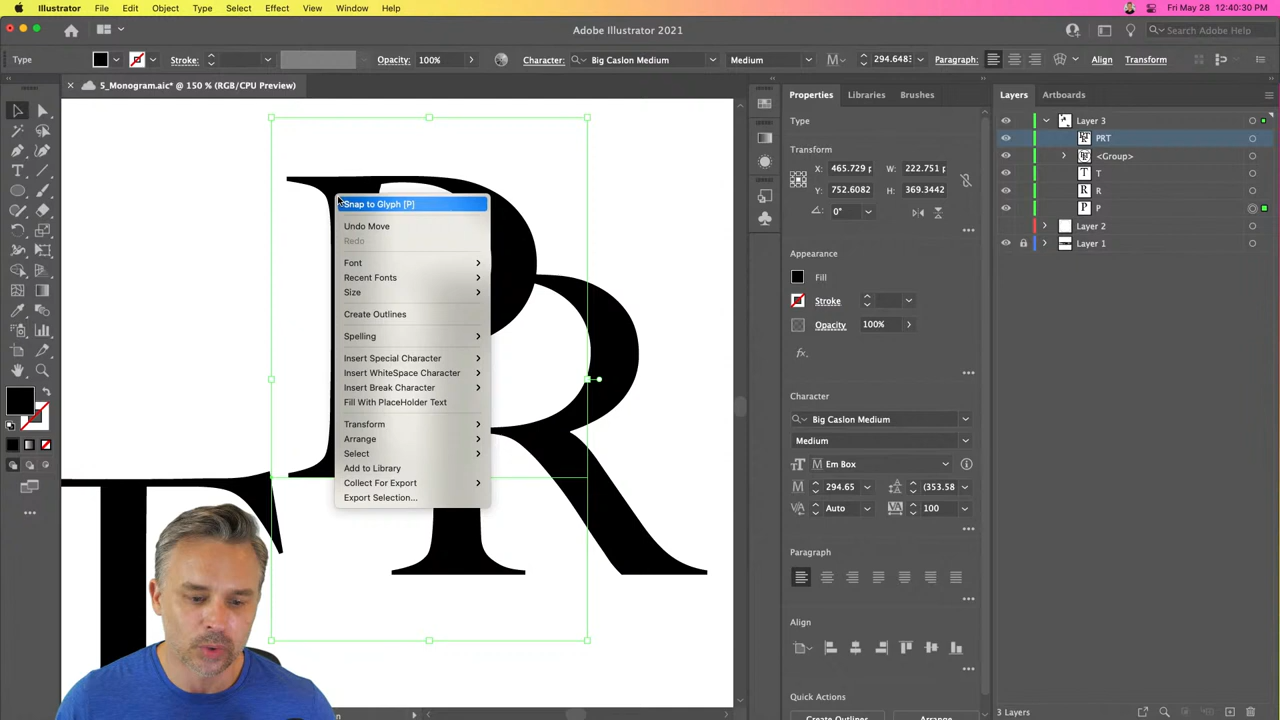 Illustrator File Edit Object Type Select Effect View Window Help Fri May 28 12:40:30 PM
Adobe Illustrator 2021
Search Adobe Help
Type Stroke: Opacity: 100% Character: Big Caslon Medium Medium 294.648 Paragraph: Align Transform
5_Monogram.aic* @ 150 % (RGB/CPU Preview)
Properties Libraries Brushes
Type
Transform
X: 465.729 p W: 222.751 p
Y: 752.6082 H: 369.3442
0°
Appearance
Fill
Stroke
Opacity 100%
fx
Character
Big Caslon Medium
Medium
Em Box
294.65 (353.58
Auto 100
Paragraph
Align
Quick Actions
Create Outlines Arrange
Layers Artboards
Layer 3
PRT
<Group>
T
R
P
Layer 2
Layer 1
3 Layers
Snap to Glyph [P]
Undo Move
Redo
Font
Recent Fonts
Size
Create Outlines
Spelling
Insert Special Character
Insert WhiteSpace Character
Insert Break Character
Fill With PlaceHolder Text
Transform
Arrange
Select
Add to Library
Collect For Export
Export Selection...
P
R
T